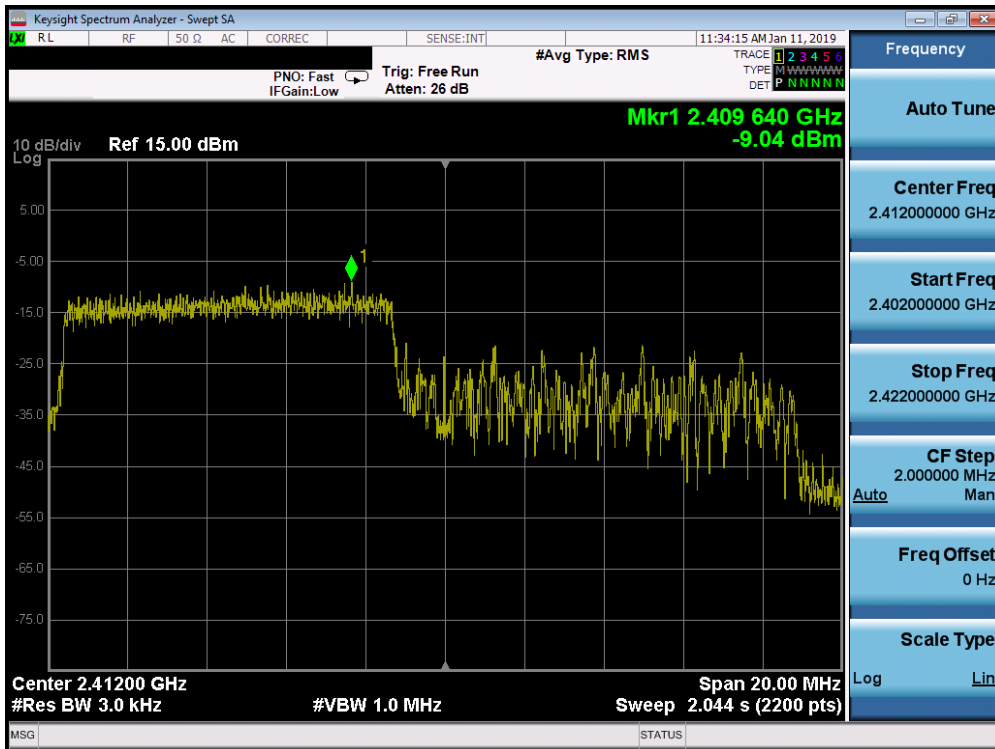 Keysight Spectrum Analyzer - Swept SA
LXI RL RF 50 Ω AC CORREC SENSE:INT 11:34:15 AM Jan 11, 2019
#Avg Type: RMS TRACE 1 2 3 4 5 6
PNO: Fast Trig: Free Run TYPE M W W W W W
IFGain:Low Atten: 26 dB DET P N N N N N
Mkr1 2.409 640 GHz
-9.04 dBm
10 dB/div Ref 15.00 dBm
Log
1
5.00
-5.00
-15.0
-25.0
-35.0
-45.0
-55.0
-65.0
-75.0
Center 2.41200 GHz Span 20.00 MHz
#Res BW 3.0 kHz #VBW 1.0 MHz Sweep 2.044 s (2200 pts)
MSG STATUS
Frequency
Auto Tune
Center Freq
2.412000000 GHz
Start Freq
2.402000000 GHz
Stop Freq
2.422000000 GHz
CF Step
2.000000 MHz
Auto Man
Freq Offset
0 Hz
Scale Type
Log Lin